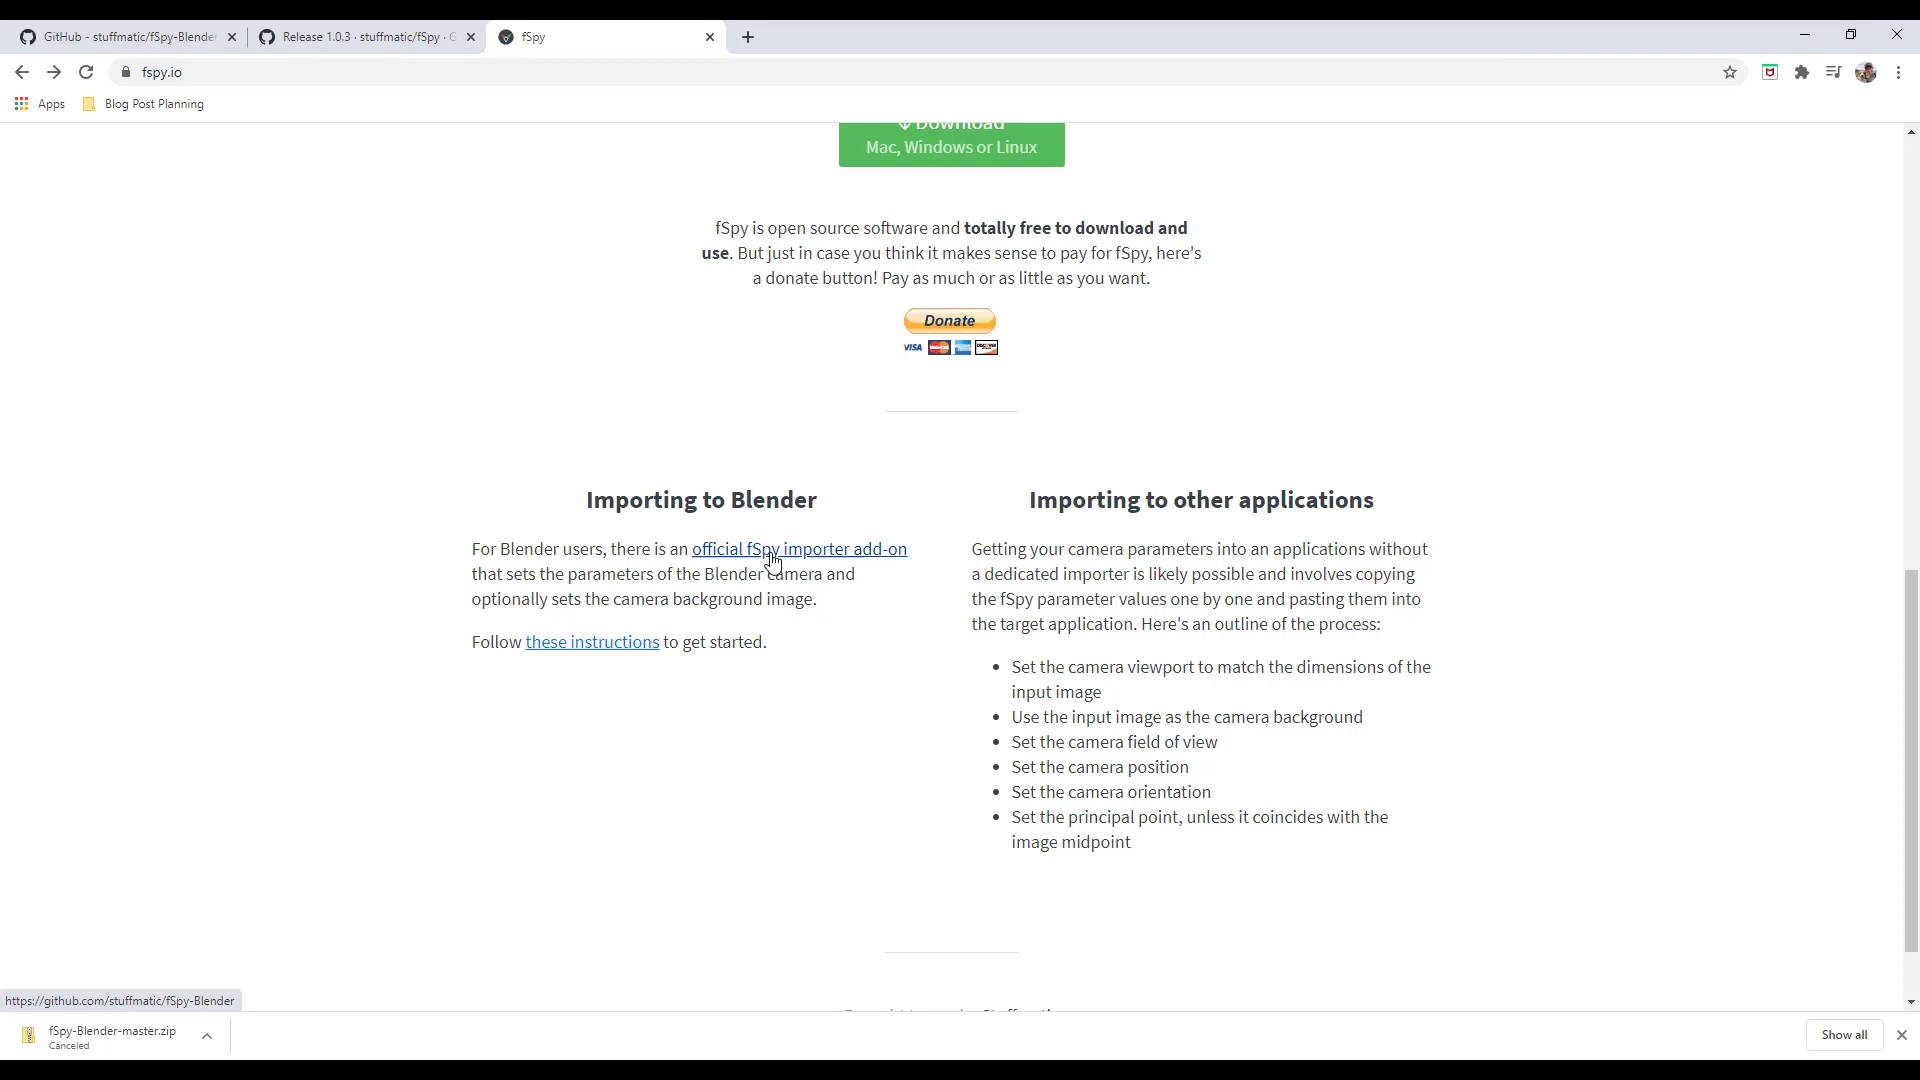 GitHub - stuffmatic/fSpy-Blender
Release 1.0.3 · stuffmatic/fSpy · G
fSpy
fspy.io
Apps
Blog Post Planning
Download
Mac, Windows or Linux
fSpy is open source software and totally free to download and
use. But just in case you think it makes sense to pay for fSpy, here's
a donate button! Pay as much or as little as you want.
Donate
VISA
Importing to Blender
For Blender users, there is an official fSpy importer add-on
that sets the parameters of the Blender camera and
optionally sets the camera background image.
Follow these instructions to get started.
Importing to other applications
Getting your camera parameters into an applications without
a dedicated importer is likely possible and involves copying
the fSpy parameter values one by one and pasting them into
the target application. Here's an outline of the process:
• Set the camera viewport to match the dimensions of the
input image
• Use the input image as the camera background
• Set the camera field of view
• Set the camera position
• Set the camera orientation
• Set the principal point, unless it coincides with the
image midpoint
https://github.com/stuffmatic/fSpy-Blender
fSpy-Blender-master.zip
Canceled
Show all